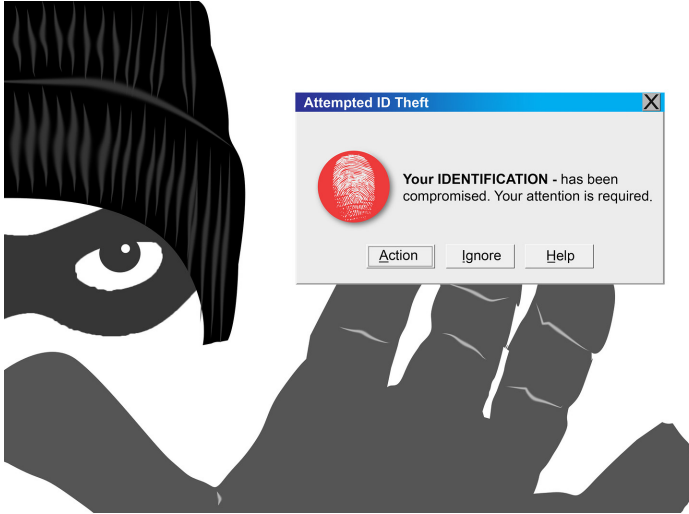 Attempted ID Theft X
Your IDENTIFICATION - has been
compromised. Your attention is required.
Action Ignore Help